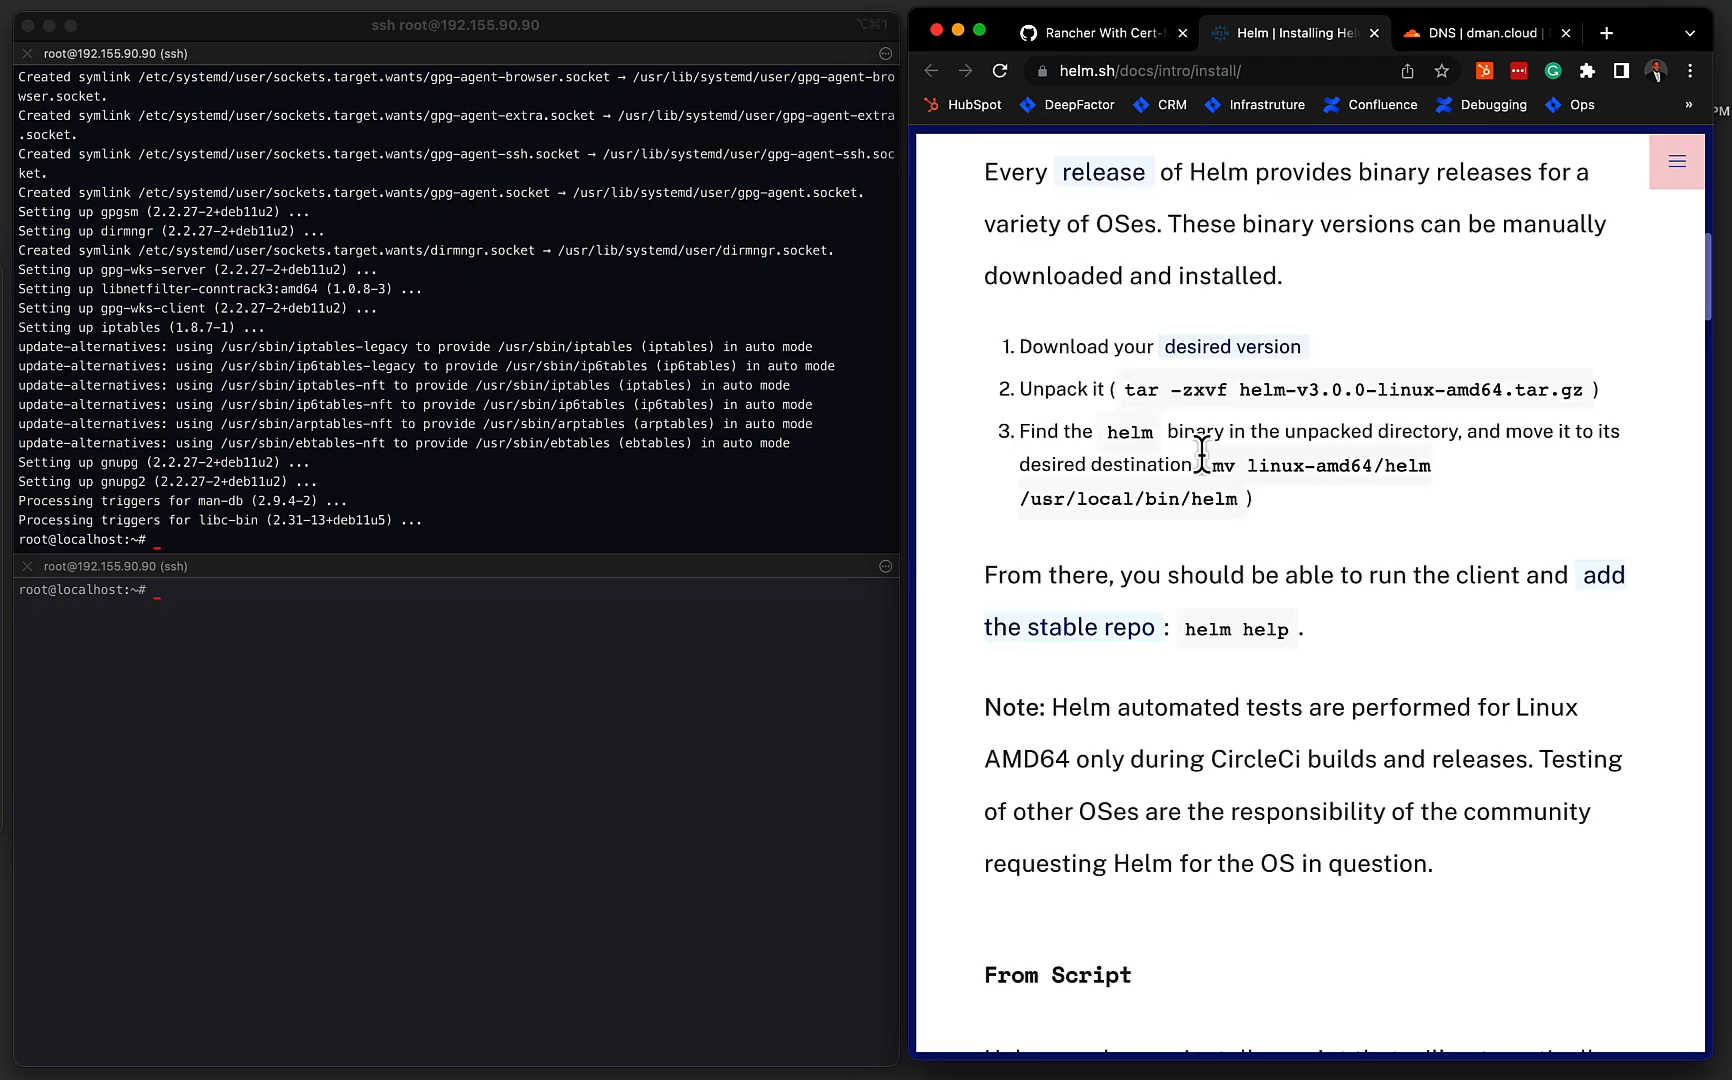 ssh root@192.155.90.90
⌥⌘1
root@192.155.90.90 (ssh)
Created symlink /etc/systemd/user/sockets.target.wants/gpg-agent-browser.socket → /usr/lib/systemd/user/gpg-agent-bro
wser.socket.
Created symlink /etc/systemd/user/sockets.target.wants/gpg-agent-extra.socket → /usr/lib/systemd/user/gpg-agent-extra
.socket.
Created symlink /etc/systemd/user/sockets.target.wants/gpg-agent-ssh.socket → /usr/lib/systemd/user/gpg-agent-ssh.soc
ket.
Created symlink /etc/systemd/user/sockets.target.wants/gpg-agent.socket → /usr/lib/systemd/user/gpg-agent.socket.
Setting up gpgsm (2.2.27-2+deb11u2) ...
Setting up dirmngr (2.2.27-2+deb11u2) ...
Created symlink /etc/systemd/user/sockets.target.wants/dirmngr.socket → /usr/lib/systemd/user/dirmngr.socket.
Setting up gpg-wks-server (2.2.27-2+deb11u2) ...
Setting up libnetfilter-conntrack3:amd64 (1.0.8-3) ...
Setting up gpg-wks-client (2.2.27-2+deb11u2) ...
Setting up iptables (1.8.7-1) ...
update-alternatives: using /usr/sbin/iptables-legacy to provide /usr/sbin/iptables (iptables) in auto mode
update-alternatives: using /usr/sbin/ip6tables-legacy to provide /usr/sbin/ip6tables (ip6tables) in auto mode
update-alternatives: using /usr/sbin/iptables-nft to provide /usr/sbin/iptables (iptables) in auto mode
update-alternatives: using /usr/sbin/ip6tables-nft to provide /usr/sbin/ip6tables (ip6tables) in auto mode
update-alternatives: using /usr/sbin/arptables-nft to provide /usr/sbin/arptables (arptables) in auto mode
update-alternatives: using /usr/sbin/ebtables-nft to provide /usr/sbin/ebtables (ebtables) in auto mode
Setting up gnupg (2.2.27-2+deb11u2) ...
Setting up gnupg2 (2.2.27-2+deb11u2) ...
Processing triggers for man-db (2.9.4-2) ...
Processing triggers for libc-bin (2.31-13+deb11u5) ...
root@localhost:~#
root@192.155.90.90 (ssh)
root@localhost:~#
Rancher With Cert-
Helm | Installing Hel
DNS | dman.cloud |
helm.sh/docs/intro/install/
HubSpot
DeepFactor
CRM
Infrastruture
Confluence
Debugging
Ops
»
PM
Every release of Helm provides binary releases for a
variety of OSes. These binary versions can be manually
downloaded and installed.
1. Download your desired version
2. Unpack it ( tar -zxvf helm-v3.0.0-linux-amd64.tar.gz )
3. Find the helm binary in the unpacked directory, and move it to its
desired destination mv linux-amd64/helm
/usr/local/bin/helm )
From there, you should be able to run the client and add
the stable repo : helm help .
Note: Helm automated tests are performed for Linux
AMD64 only during CircleCi builds and releases. Testing
of other OSes are the responsibility of the community
requesting Helm for the OS in question.
From Script